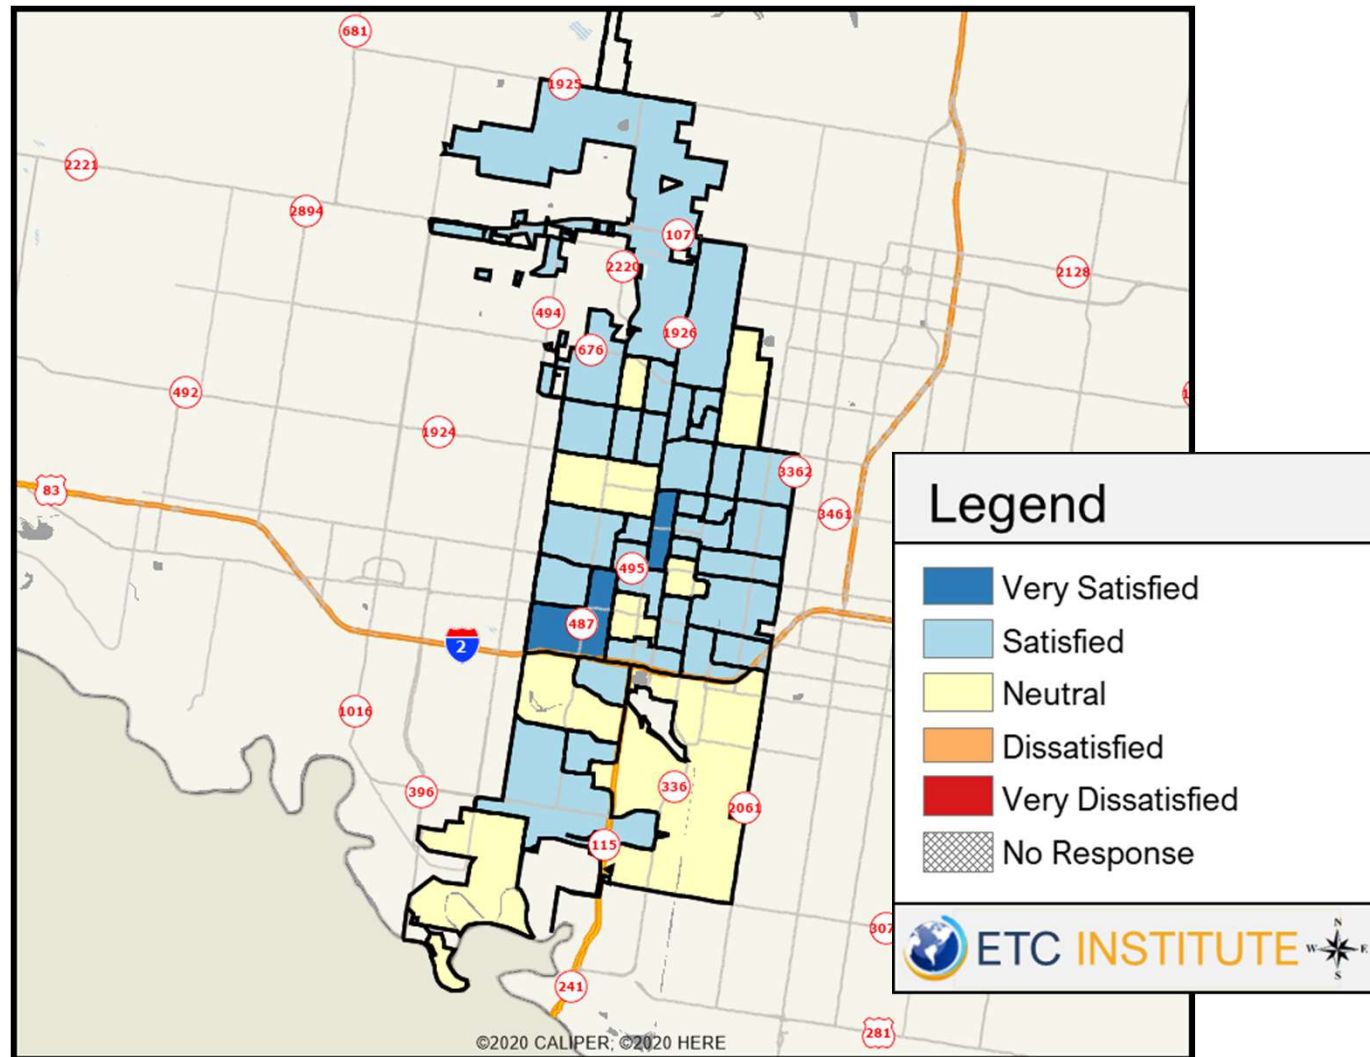 681
1925
2221
2894
107
2220
2128
494
1926
676
492
1924
3362
83
3461
495
487
2
1016
336
396
2061
115
241
281
Legend
Very Satisfied
Satisfied
Neutral
Dissatisfied
Very Dissatisfied
No Response
ETC INSTITUTE
N
W
E
S
307
©2020 CALIPER; ©2020 HERE